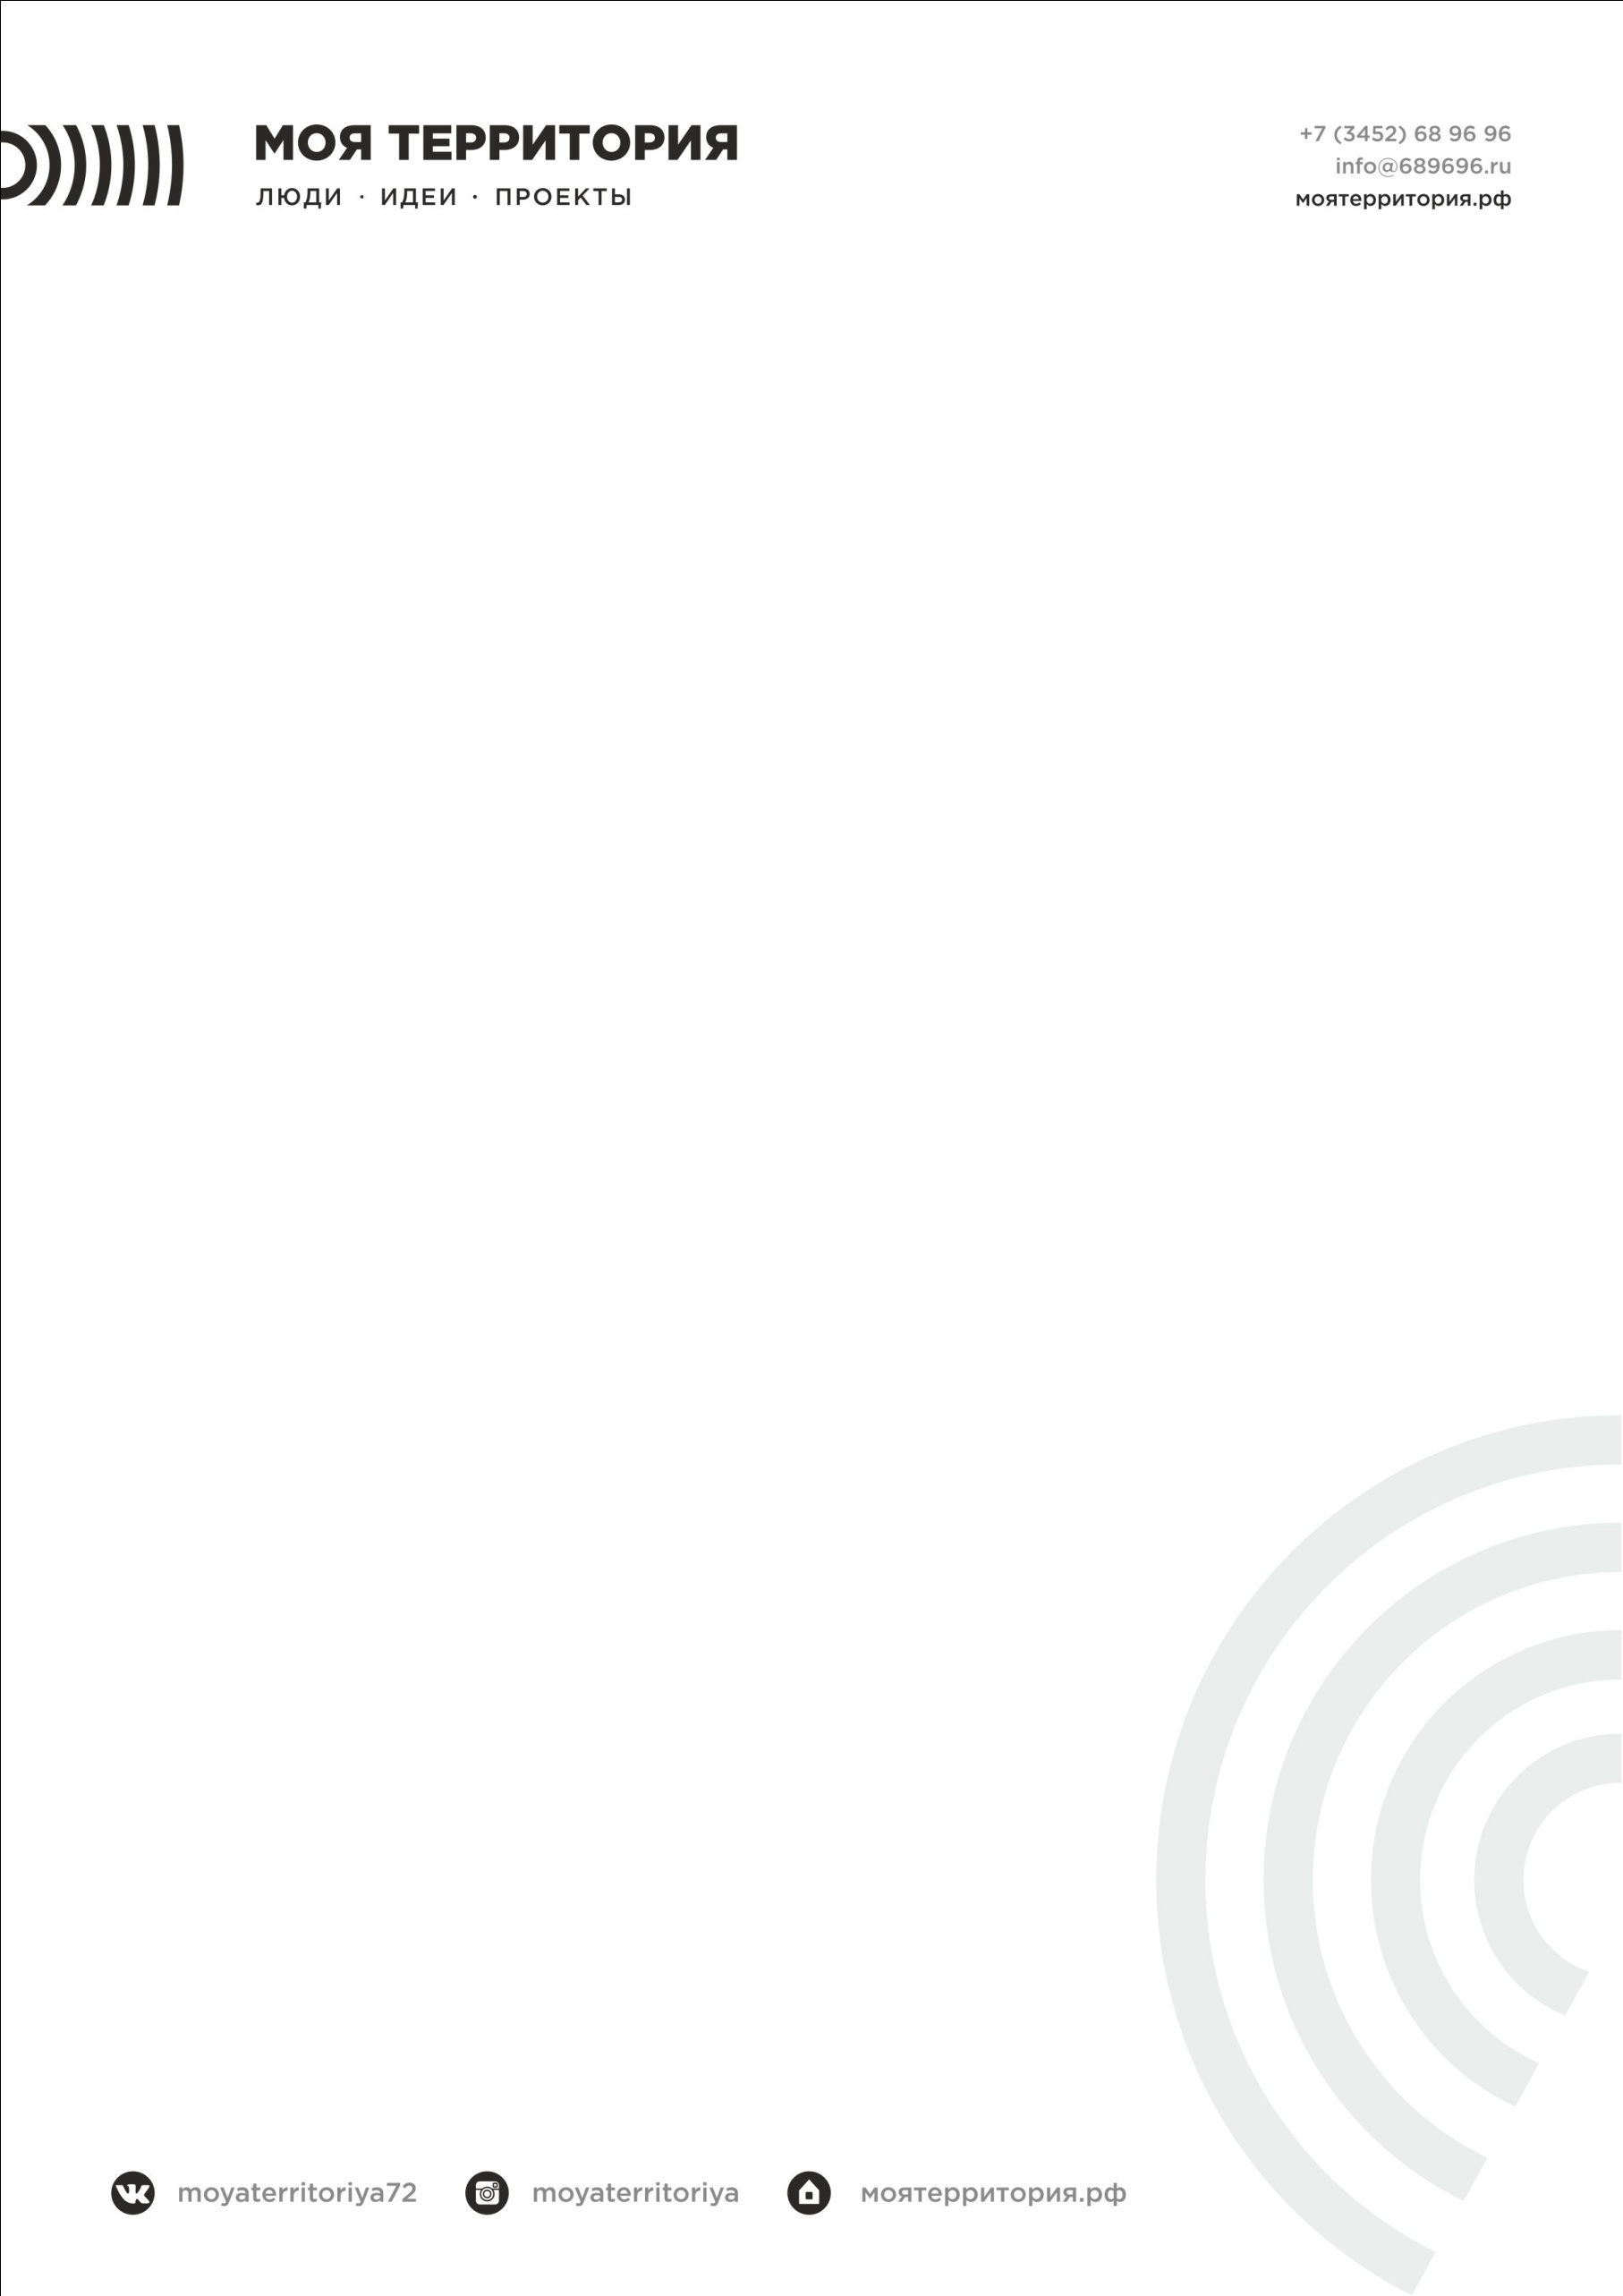 МОЯ ТЕРРИТОРИЯ
ЛЮДИ · ИДЕИ · ПРОЕКТЫ
+7 (3452) 68 96 96
info@689696.ru
моятерритория.рф
moyaterritoriya72
moyaterritoriya
моятерритория.рф